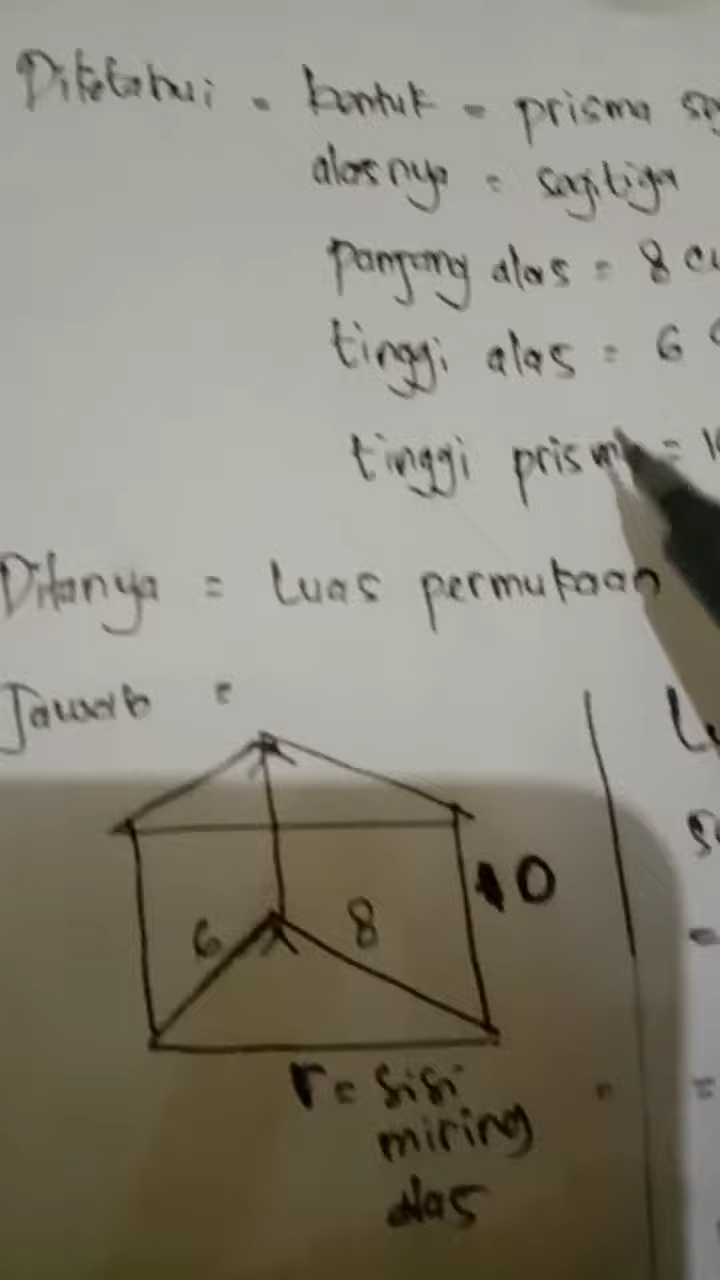 Diketahui = bentuk = prisma
alasnya = segitiga
panjang alas = 8
tinggi alas = 6
tinggi prisma =
Ditanya = Luas permukaan
Jawab =
10
6 8
r = sisi
miring
alas